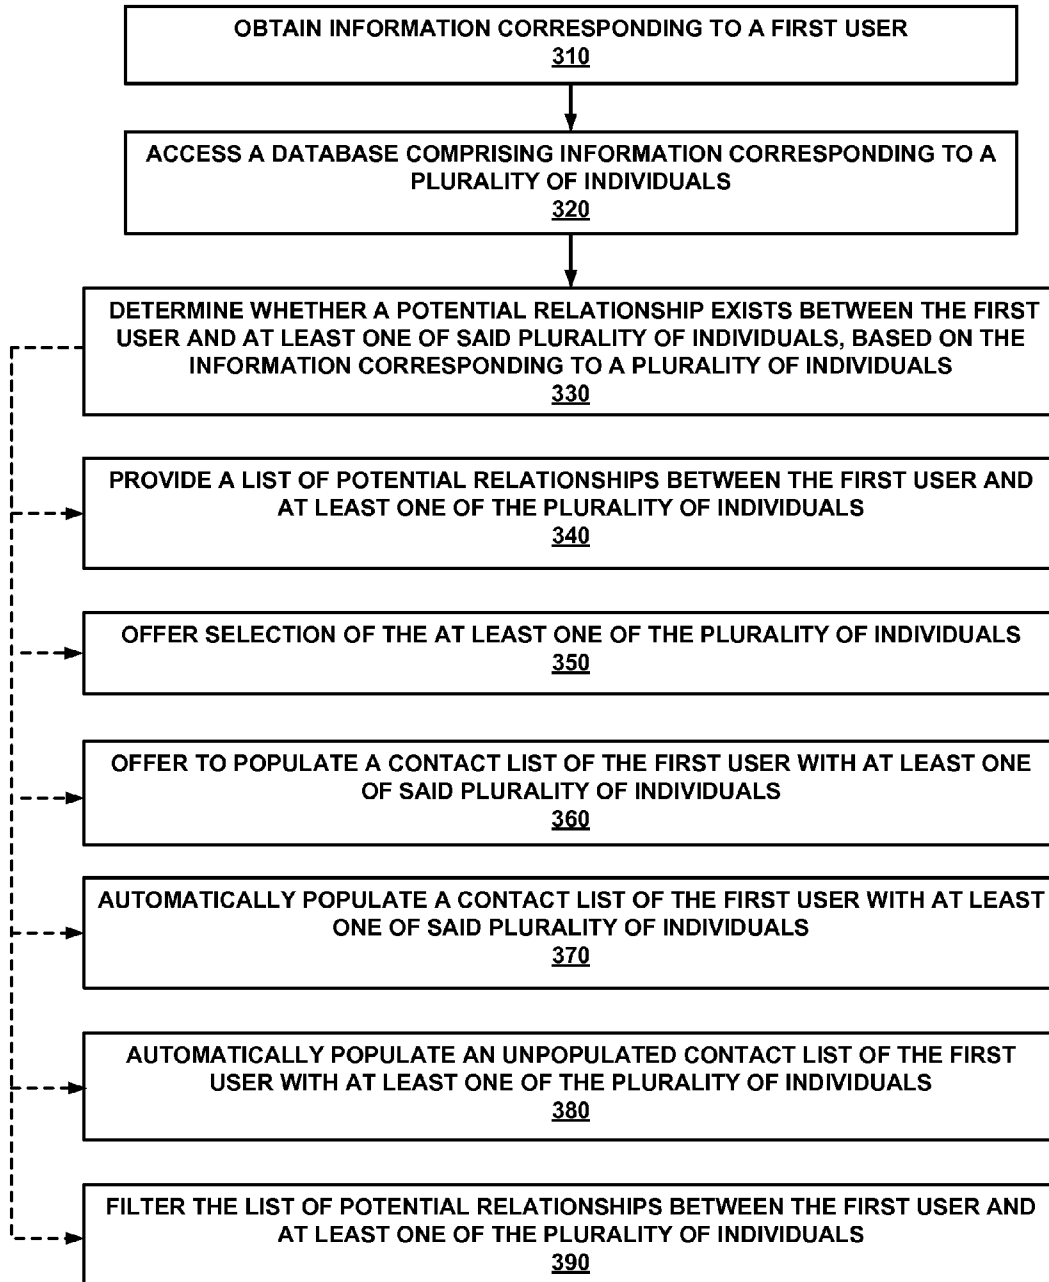 OBTAIN INFORMATION CORRESPONDING TO A FIRST USER
310
ACCESS A DATABASE COMPRISING INFORMATION CORRESPONDING TO A
PLURALITY OF INDIVIDUALS
320
DETERMINE WHETHER A POTENTIAL RELATIONSHIP EXISTS BETWEEN THE FIRST
USER AND AT LEAST ONE OF SAID PLURALITY OF INDIVIDUALS, BASED ON THE
INFORMATION CORRESPONDING TO A PLURALITY OF INDIVIDUALS
330
PROVIDE A LIST OF POTENTIAL RELATIONSHIPS BETWEEN THE FIRST USER AND
AT LEAST ONE OF THE PLURALITY OF INDIVIDUALS
340
OFFER SELECTION OF THE AT LEAST ONE OF THE PLURALITY OF INDIVIDUALS
350
OFFER TO POPULATE A CONTACT LIST OF THE FIRST USER WITH AT LEAST ONE
OF SAID PLURALITY OF INDIVIDUALS
360
AUTOMATICALLY POPULATE A CONTACT LIST OF THE FIRST USER WITH AT LEAST
ONE OF SAID PLURALITY OF INDIVIDUALS
370
AUTOMATICALLY POPULATE AN UNPOPULATED CONTACT LIST OF THE FIRST
USER WITH AT LEAST ONE OF THE PLURALITY OF INDIVIDUALS
380
FILTER THE LIST OF POTENTIAL RELATIONSHIPS BETWEEN THE FIRST USER AND
AT LEAST ONE OF THE PLURALITY OF INDIVIDUALS
390